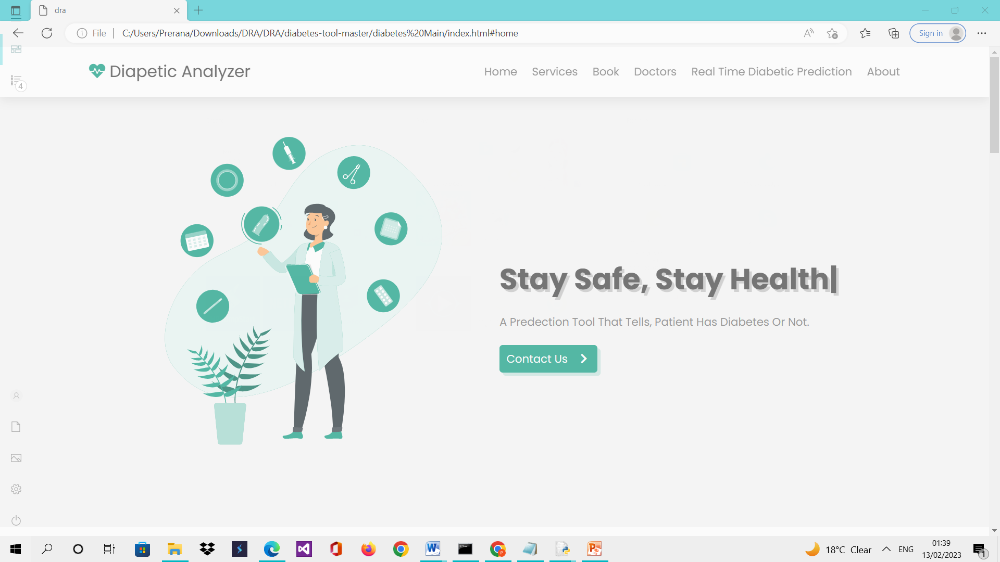 dra
File
C:/Users/Prerana/Downloads/DRA/DRA/diabetes-tool-master/diabetes%20Main/index.html#home
Sign in
4
Diapetic Analyzer
Home Services Book Doctors Real Time Diabetic Prediction About
Stay Safe, Stay Health|
A Predection Tool That Tells, Patient Has Diabetes Or Not.
Contact Us
18°C Clear
ENG
01:39
13/02/2023
1